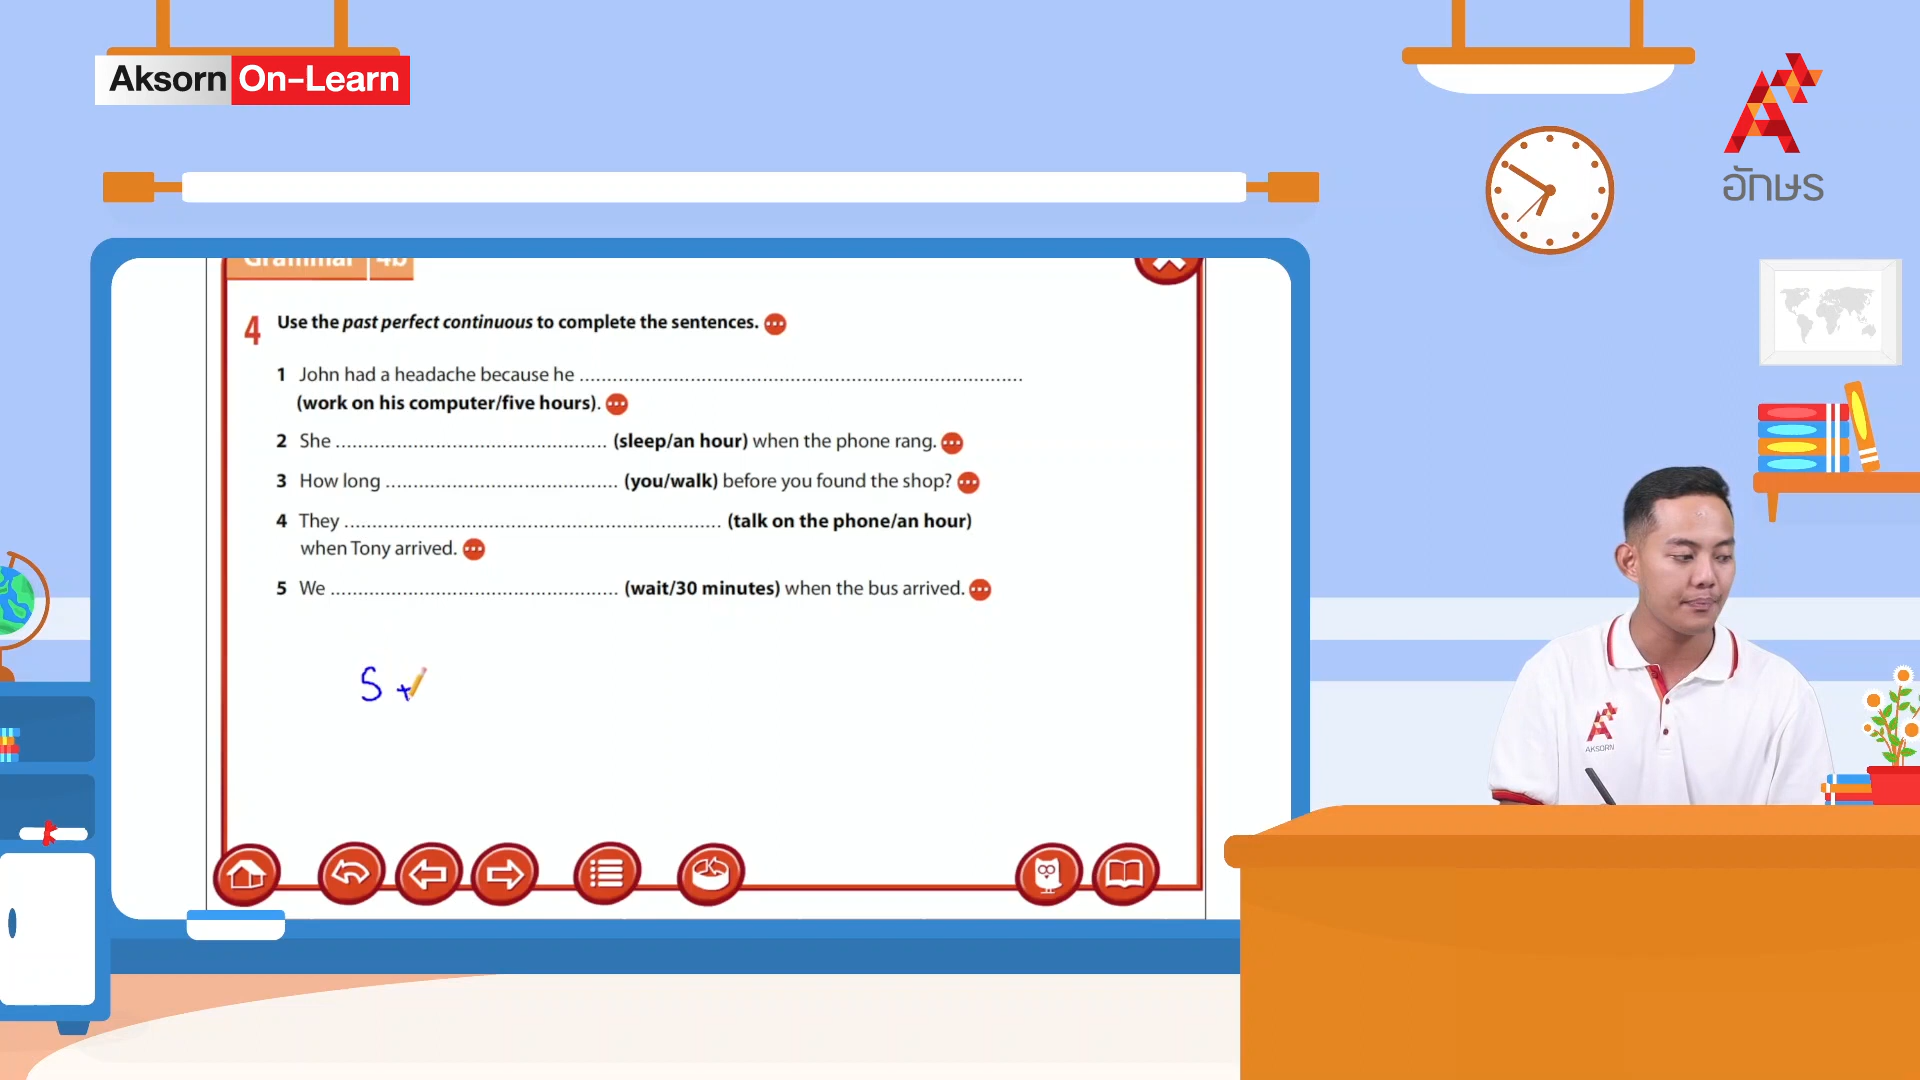 Aksorn On-Learn
อักษร
Grammar 4b
4 Use the past perfect continuous to complete the sentences.
1 John had a headache because he ................................................................................
(work on his computer/five hours).
2 She ................................................. (sleep/an hour) when the phone rang.
3 How long .......................................... (you/walk) before you found the shop?
4 They .................................................................... (talk on the phone/an hour)
when Tony arrived.
5 We .................................................... (wait/30 minutes) when the bus arrived.
S +
AKSORN